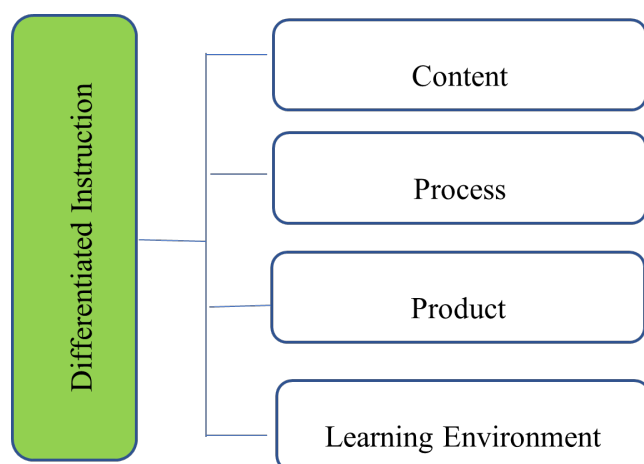 Differentiated Instruction
Content
Process
Product
Learning Environment